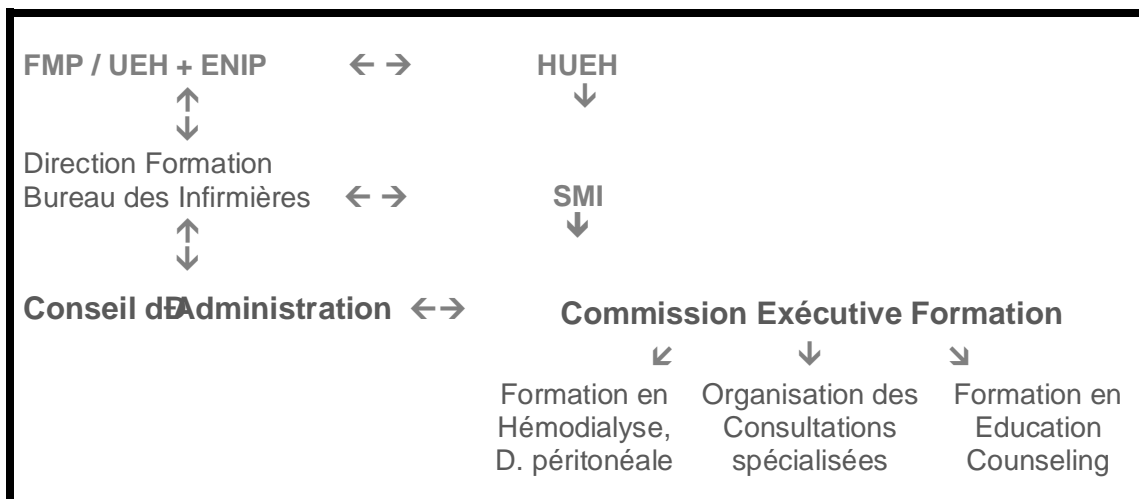 FMP / UEH + ENIP ← → HUEH
↑ ↓
↓
Direction Formation
Bureau des Infirmières ← → SMI
↑ ↓
↓
Conseil dÐAdministration ←→ Commission Exécutive Formation
↙ ↓ ↘
Formation en Organisation des Formation en
Hémodialyse, Consultations Education
D. péritonéale spécialisées Counseling